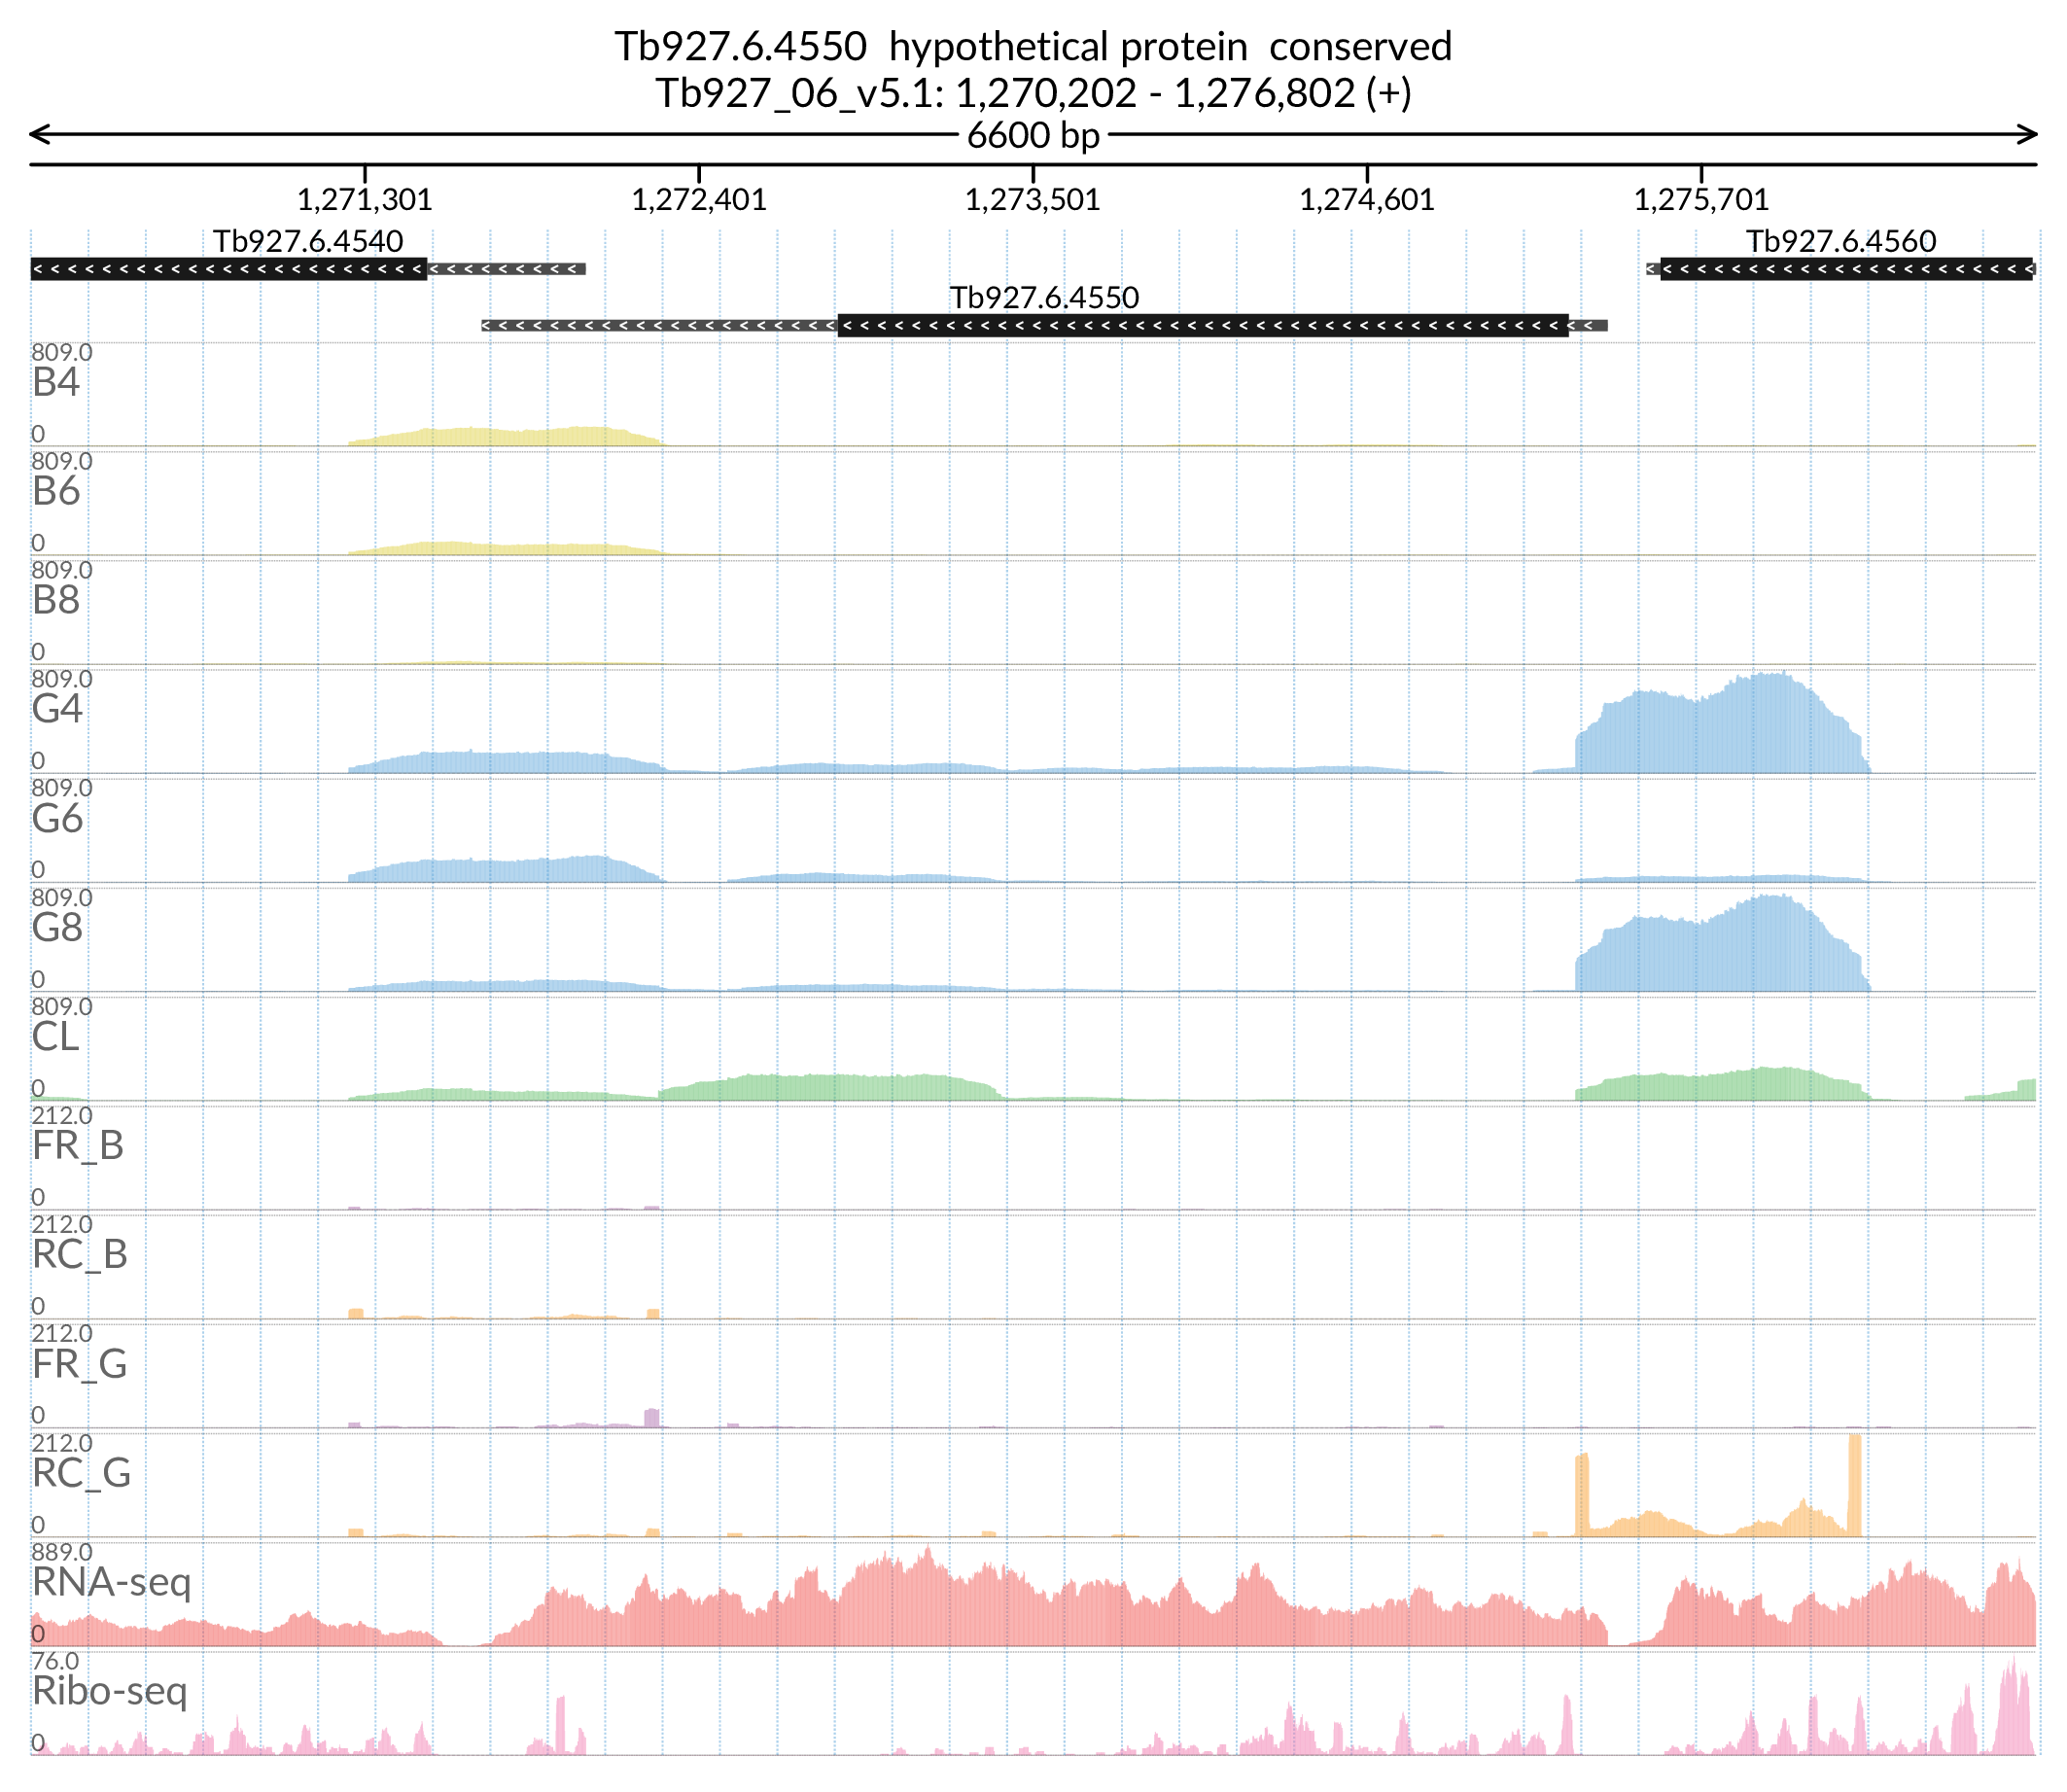 Tb927.6.4550  hypothetical protein  conserved
Tb927_06_v5.1: 1,270,202 - 1,276,802 (+)
6600 bp
1,271,301 1,272,401 1,273,501 1,274,601 1,275,701
Tb927.6.4540 Tb927.6.4560
Tb927.6.4550
809.0
B4
0
809.0
B6
0
809.0
B8
0
809.0
G4
0
809.0
G6
0
809.0
G8
0
809.0
CL
0
212.0
FR_B
0
212.0
RC_B
0
212.0
FR_G
0
212.0
RC_G
0
889.0
RNA-seq
0
76.0
Ribo-seq
0